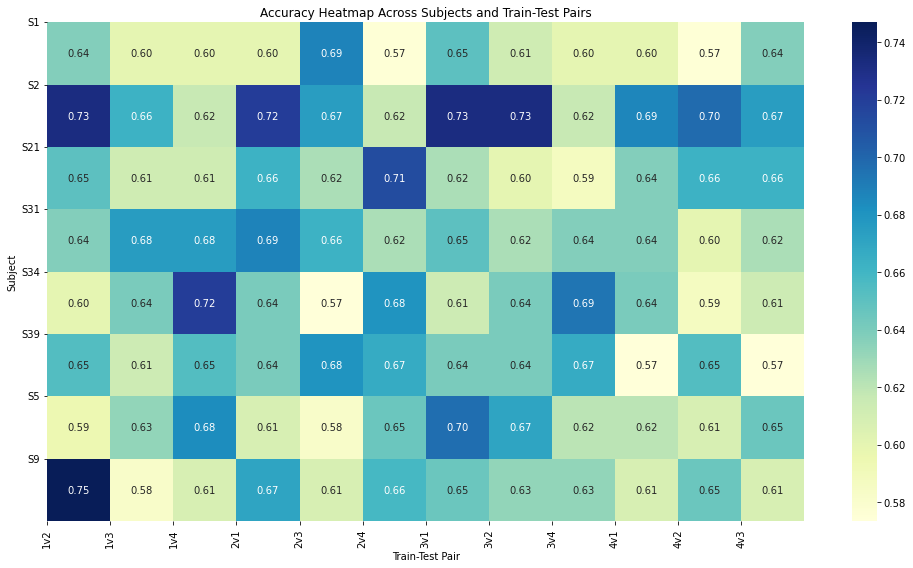 Accuracy Heatmap Across Subjects and Train-Test Pairs
S1
0.64 0.60 0.60 0.60 0.69 0.57 0.65 0.61 0.60 0.60 0.57 0.64
S2
0.73 0.66 0.62 0.72 0.67 0.62 0.73 0.73 0.62 0.69 0.70 0.67
S21
0.65 0.61 0.61 0.66 0.62 0.71 0.62 0.60 0.59 0.64 0.66 0.66
S31
0.64 0.68 0.68 0.69 0.66 0.62 0.65 0.62 0.64 0.64 0.60 0.62
S34
0.60 0.64 0.72 0.64 0.57 0.68 0.61 0.64 0.69 0.64 0.59 0.61
S39
0.65 0.61 0.65 0.64 0.68 0.67 0.64 0.64 0.67 0.57 0.65 0.57
S5
0.59 0.63 0.68 0.61 0.58 0.65 0.70 0.67 0.62 0.62 0.61 0.65
S9
0.75 0.58 0.61 0.67 0.61 0.66 0.65 0.63 0.63 0.61 0.65 0.61
Subject
1v2 1v3 1v4 2v1 2v3 2v4 3v1 3v2 3v4 4v1 4v2 4v3
Train-Test Pair
0.74
0.72
0.70
0.68
0.66
0.64
0.62
0.60
0.58